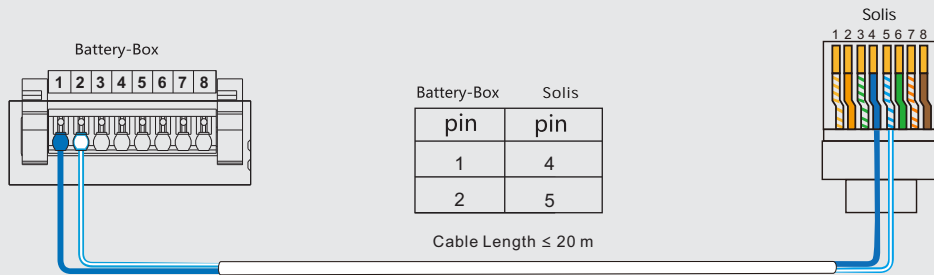 Solis
1 2 3 4 5 6 7 8
Battery-Box
1 2 3 4 5 6 7 8
Battery-Box Solis
pin pin
1 4
2 5
Cable Length ≤ 20 m